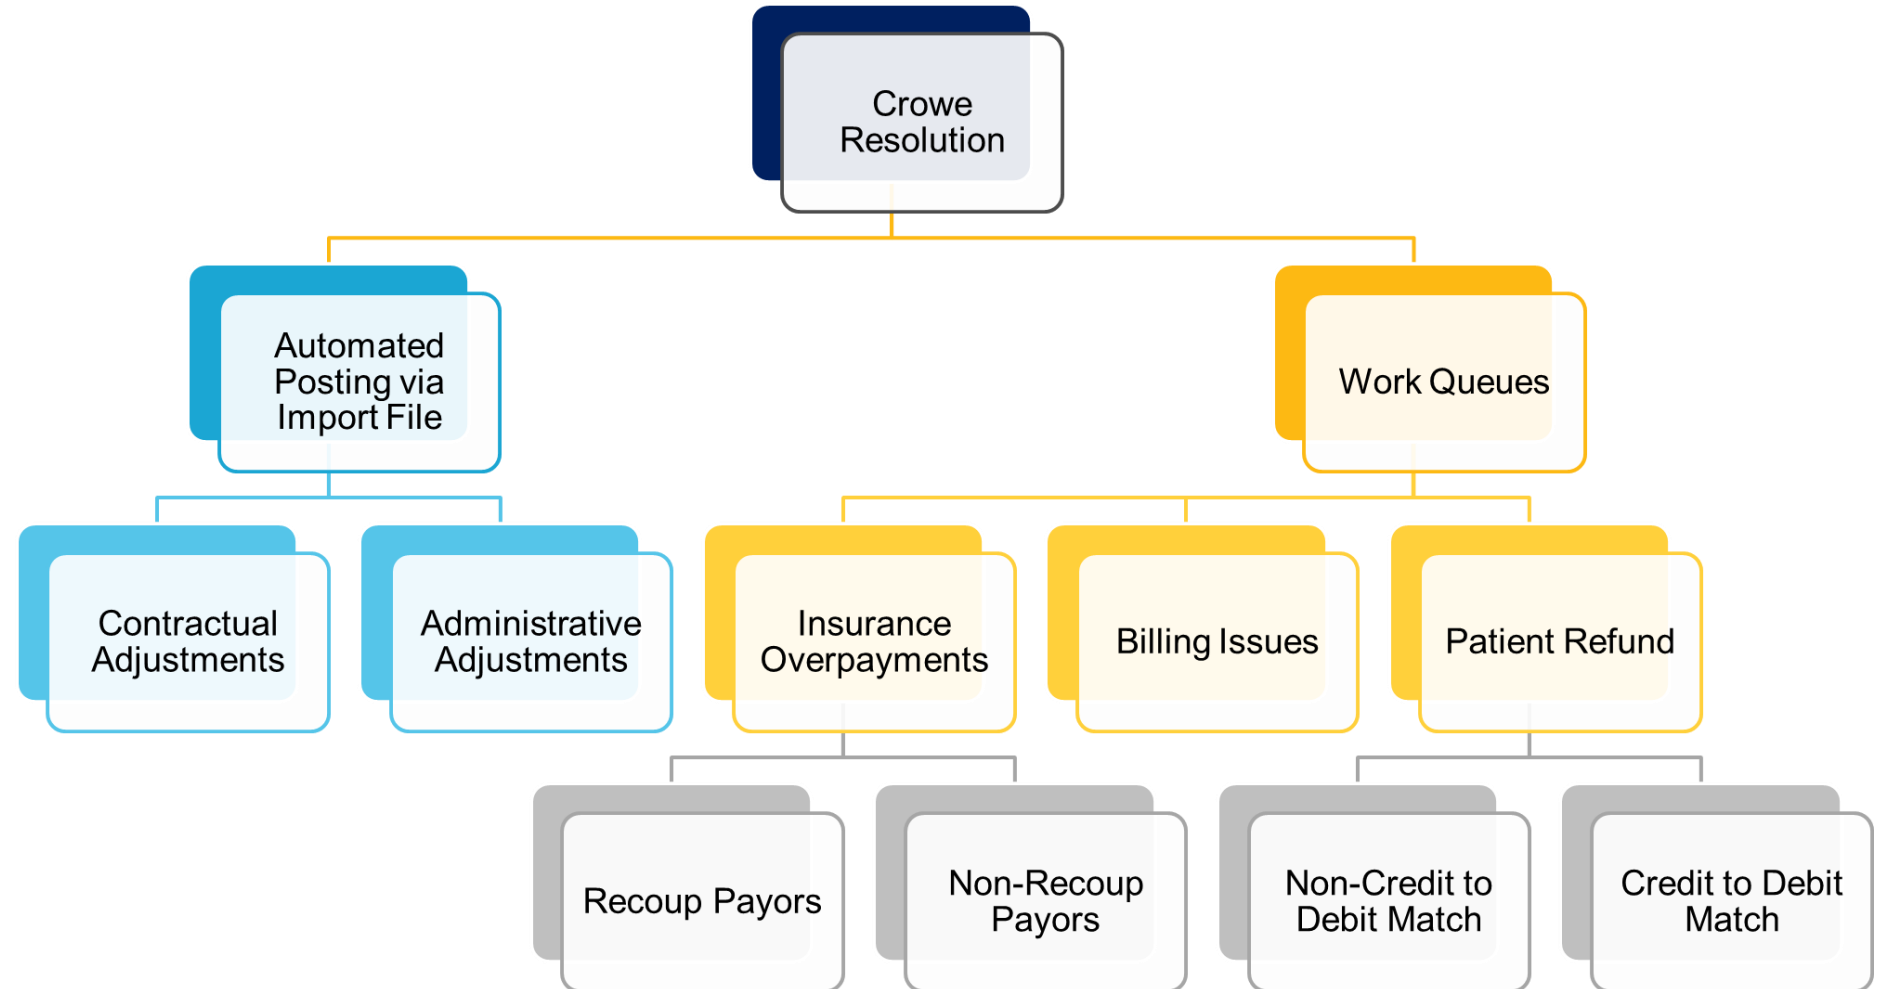 Crowe
Resolution
Automated
Posting via
Import File
Work Queues
Contractual
Adjustments
Administrative
Adjustments
Insurance
Overpayments
Billing Issues
Patient Refund
Recoup Payors
Non-Recoup
Payors
Non-Credit to
Debit Match
Credit to Debit
Match